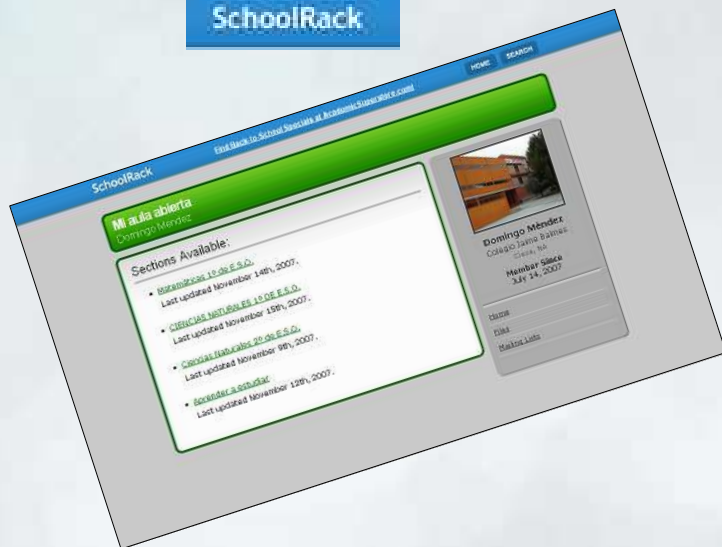 SchoolRack
HOME SEARCH
Find Back to School Specials at AcademicSuperstore.com!
SchoolRack
Mi aula abierta
Domingo Méndez
Sections Available:
Matemáticas 1º de E.S.O.
Last updated November 14th, 2007.
CIENCIAS NATURALES 1º DE E.S.O.
Last updated November 15th, 2007.
Ciencias Naturales 2º de E.S.O.
Last updated November 9th, 2007.
Aprender a estudiar
Last updated November 12th, 2007.
Domingo Méndez
Colegio Jaime Balmes
Cieza, NA
Member Since
July 14, 2007
Home
Files
Mailing Lists